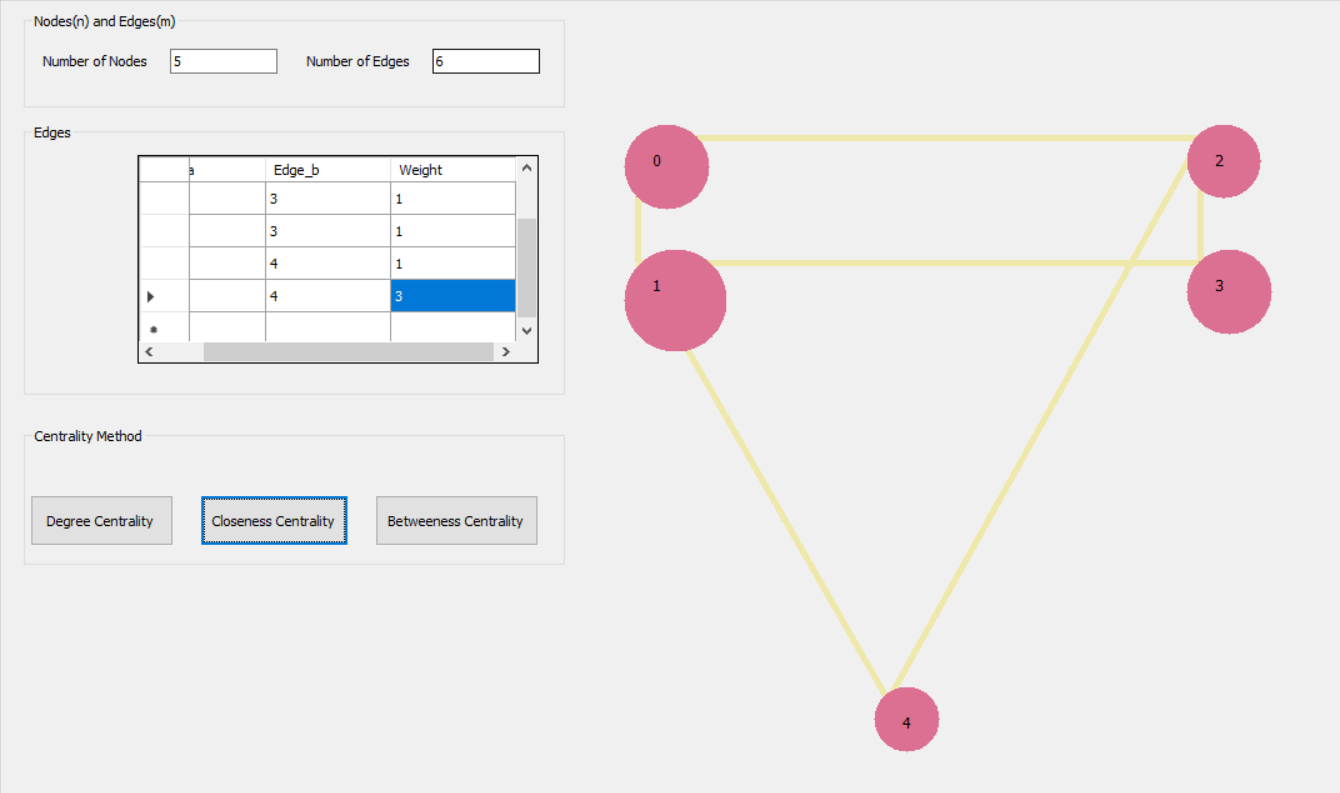 Nodes(n) and Edges(m)
Number of Nodes 5 Number of Edges 6
Edges
a Edge_b Weight
3 1
3 1
4 1
4 3
Centrality Method
Degree Centrality Closeness Centrality Betweeness Centrality
0 2
1 3
4